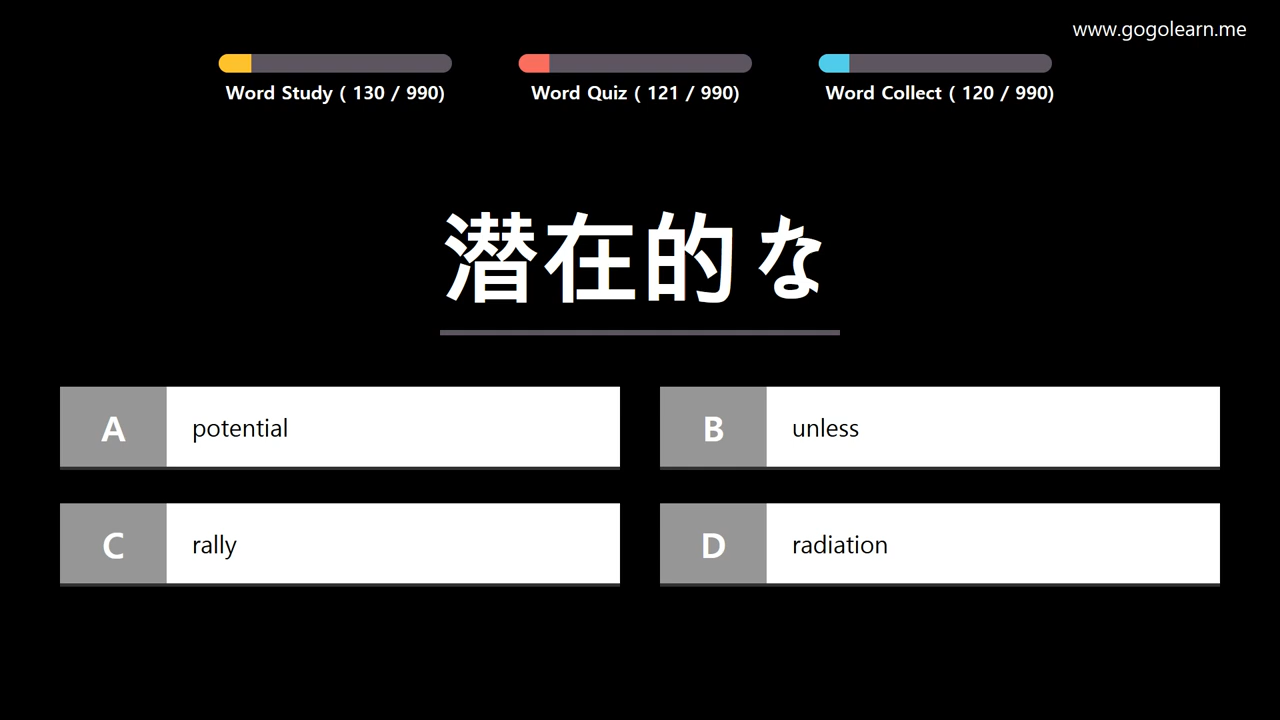 www.gogolearn.me
Word Study ( 130 / 990)
Word Quiz ( 121 / 990)
Word Collect ( 120 / 990)
潜在的な
A potential
B unless
C rally
D radiation